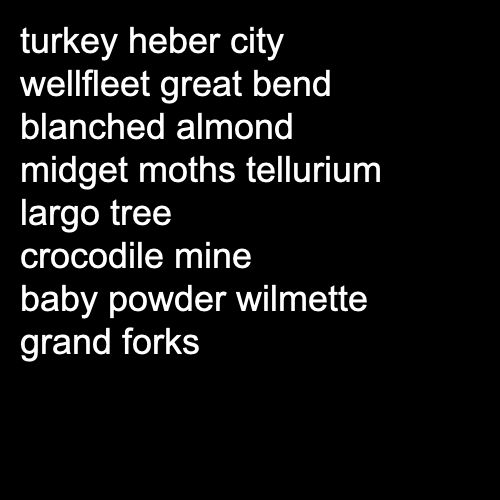 turkey heber city
wellfleet great bend
blanched almond
midget moths tellurium
largo tree
crocodile mine
baby powder wilmette
grand forks